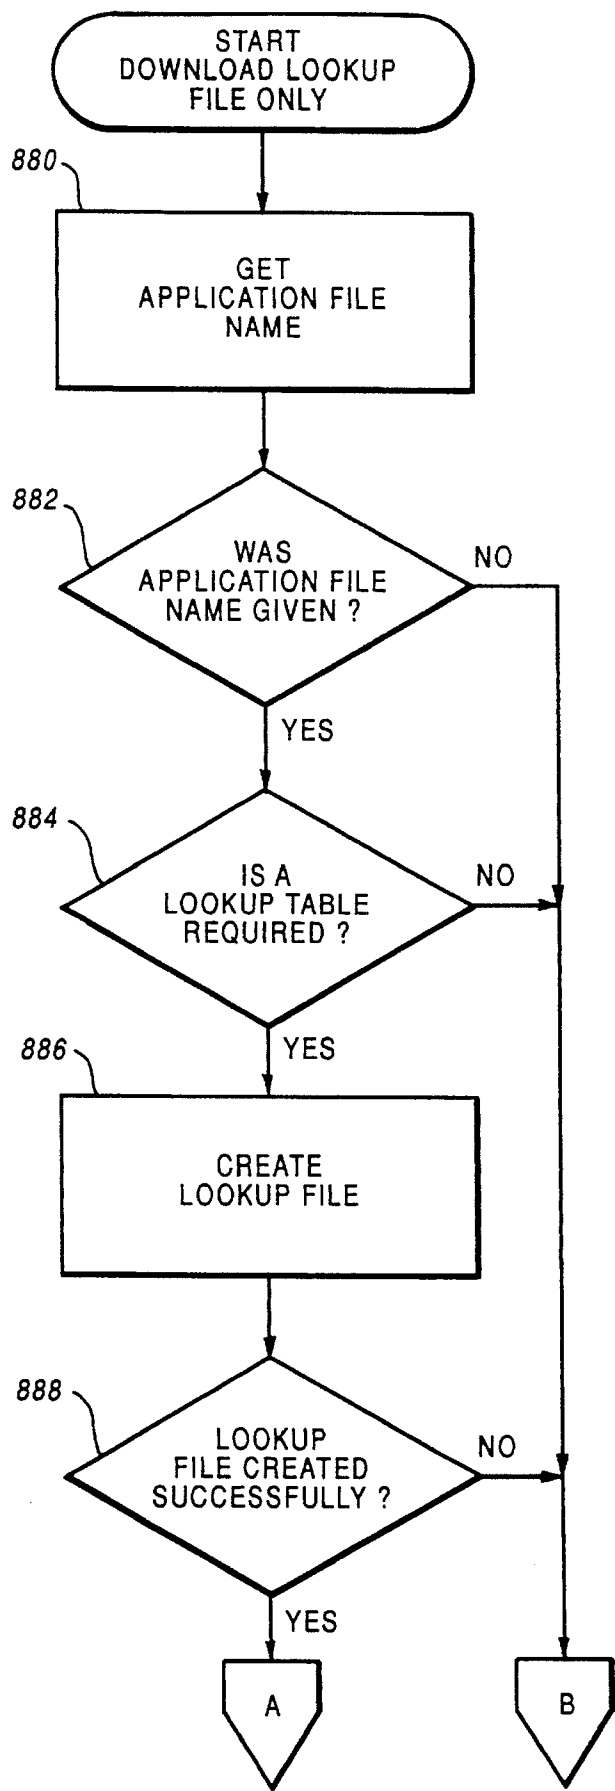 START
DOWNLOAD LOOKUP
FILE ONLY
880
GET
APPLICATION FILE
NAME
882
WAS
APPLICATION FILE
NAME GIVEN ?
NO
YES
884
IS A
LOOKUP TABLE
REQUIRED ?
NO
YES
886
CREATE
LOOKUP FILE
888
LOOKUP
FILE CREATED
SUCCESSFULLY ?
NO
YES
A
B